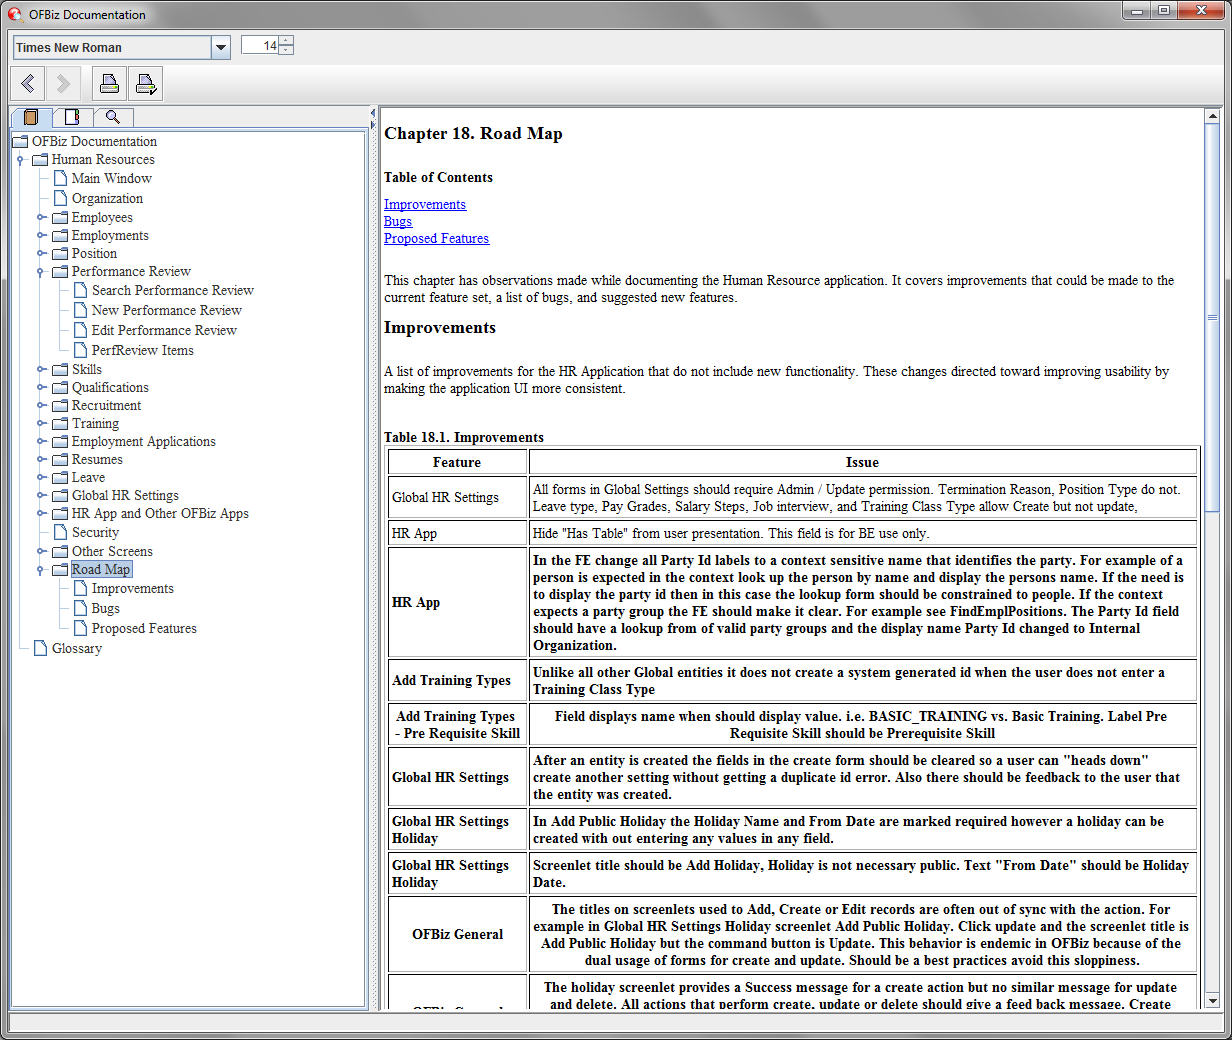 OFBiz Documentation
Times New Roman
14
OFBiz Documentation
Human Resources
Main Window
Organization
Employees
Employments
Position
Performance Review
Search Performance Review
New Performance Review
Edit Performance Review
PerfReview Items
Skills
Qualifications
Recruitment
Training
Employment Applications
Resumes
Leave
Global HR Settings
HR App and Other OFBiz Apps
Security
Other Screens
Road Map
Improvements
Bugs
Proposed Features
Glossary
Chapter 18. Road Map
Table of Contents
Improvements
Bugs
Proposed Features
This chapter has observations made while documenting the Human Resource application. It covers improvements that could be made to the
current feature set, a list of bugs, and suggested new features.
Improvements
A list of improvements for the HR Application that do not include new functionality. These changes directed toward improving usability by
making the application UI more consistent.
Table 18.1. Improvements
Feature
Issue
Global HR Settings
All forms in Global Settings should require Admin / Update permission. Termination Reason, Position Type do not.
Leave type, Pay Grades, Salary Steps, Job interview, and Training Class Type allow Create but not update,
HR App
Hide "Has Table" from user presentation. This field is for BE use only.
HR App
In the FE change all Party Id labels to a context sensitive name that identifies the party. For example of a
person is expected in the context look up the person by name and display the persons name. If the need is
to display the party id then in this case the lookup form should be constrained to people. If the context
expects a party group the FE should make it clear. For example see FindEmplPositions. The Party Id field
should have a lookup from of valid party groups and the display name Party Id changed to Internal
Organization.
Add Training Types
Unlike all other Global entities it does not create a system generated id when the user does not enter a
Training Class Type
Add Training Types
- Pre Requisite Skill
Field displays name when should display value. i.e. BASIC_TRAINING vs. Basic Training. Label Pre
Requisite Skill should be Prerequisite Skill
Global HR Settings
After an entity is created the fields in the create form should be cleared so a user can "heads down"
create another setting without getting a duplicate id error. Also there should be feedback to the user that
the entity was created.
Global HR Settings
Holiday
In Add Public Holiday the Holiday Name and From Date are marked required however a holiday can be
created with out entering any values in any field.
Global HR Settings
Holiday
Screenlet title should be Add Holiday, Holiday is not necessary public. Text "From Date" should be Holiday
Date.
OFBiz General
The titles on screenlets used to Add, Create or Edit records are often out of sync with the action. For
example in Global HR Settings Holiday screenlet Add Public Holiday. Click update and the screenlet title is
Add Public Holiday but the command button is Update. This behavior is endemic in OFBiz because of the
dual usage of forms for create and update. Should be a best practices avoid this sloppiness.
The holiday screenlet provides a Success message for a create action but no similar message for update
and delete. All actions that perform create, update or delete should give a feed back message. Create